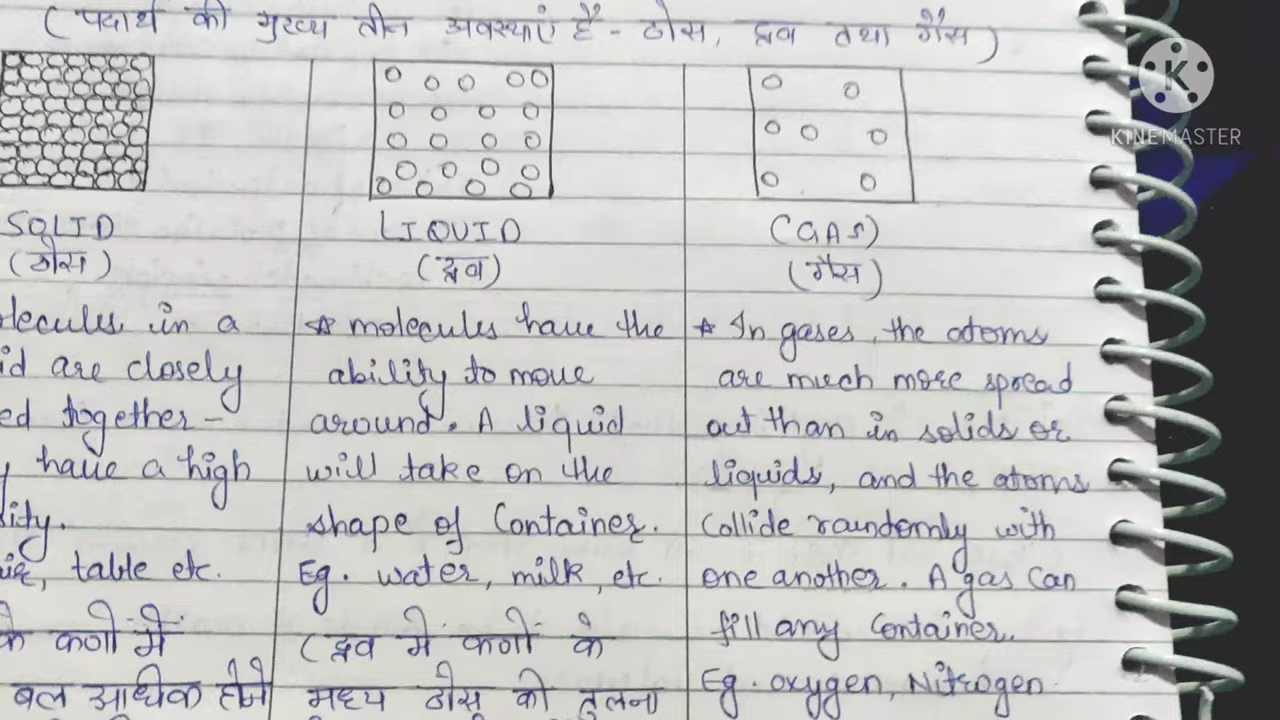 (पदार्थ की मुख्य तीन अवस्थाएं है - ठोस, द्रव तथा गैस)
K
KINEMASTER
SOLID
(ठोस)
olecules in a
id are closely
ed together -
y have a high
lity.
table etc.
के कणों में
बल अधिक होने
LIQUID
(द्रव)
* molecules have the
ability to move
around. A liquid
will take on the
shape of Container.
Eg. water, milk, etc.
(द्रव में कणों के
मध्य ठोस की तुलना
(GAS)
(गैस)
* In gases, the atoms
are much more spread
out than in solids or
liquids, and the atoms
Collide randomly with
one another. A gas Can
fill any Container.
Eg. oxygen, Nitrogen.